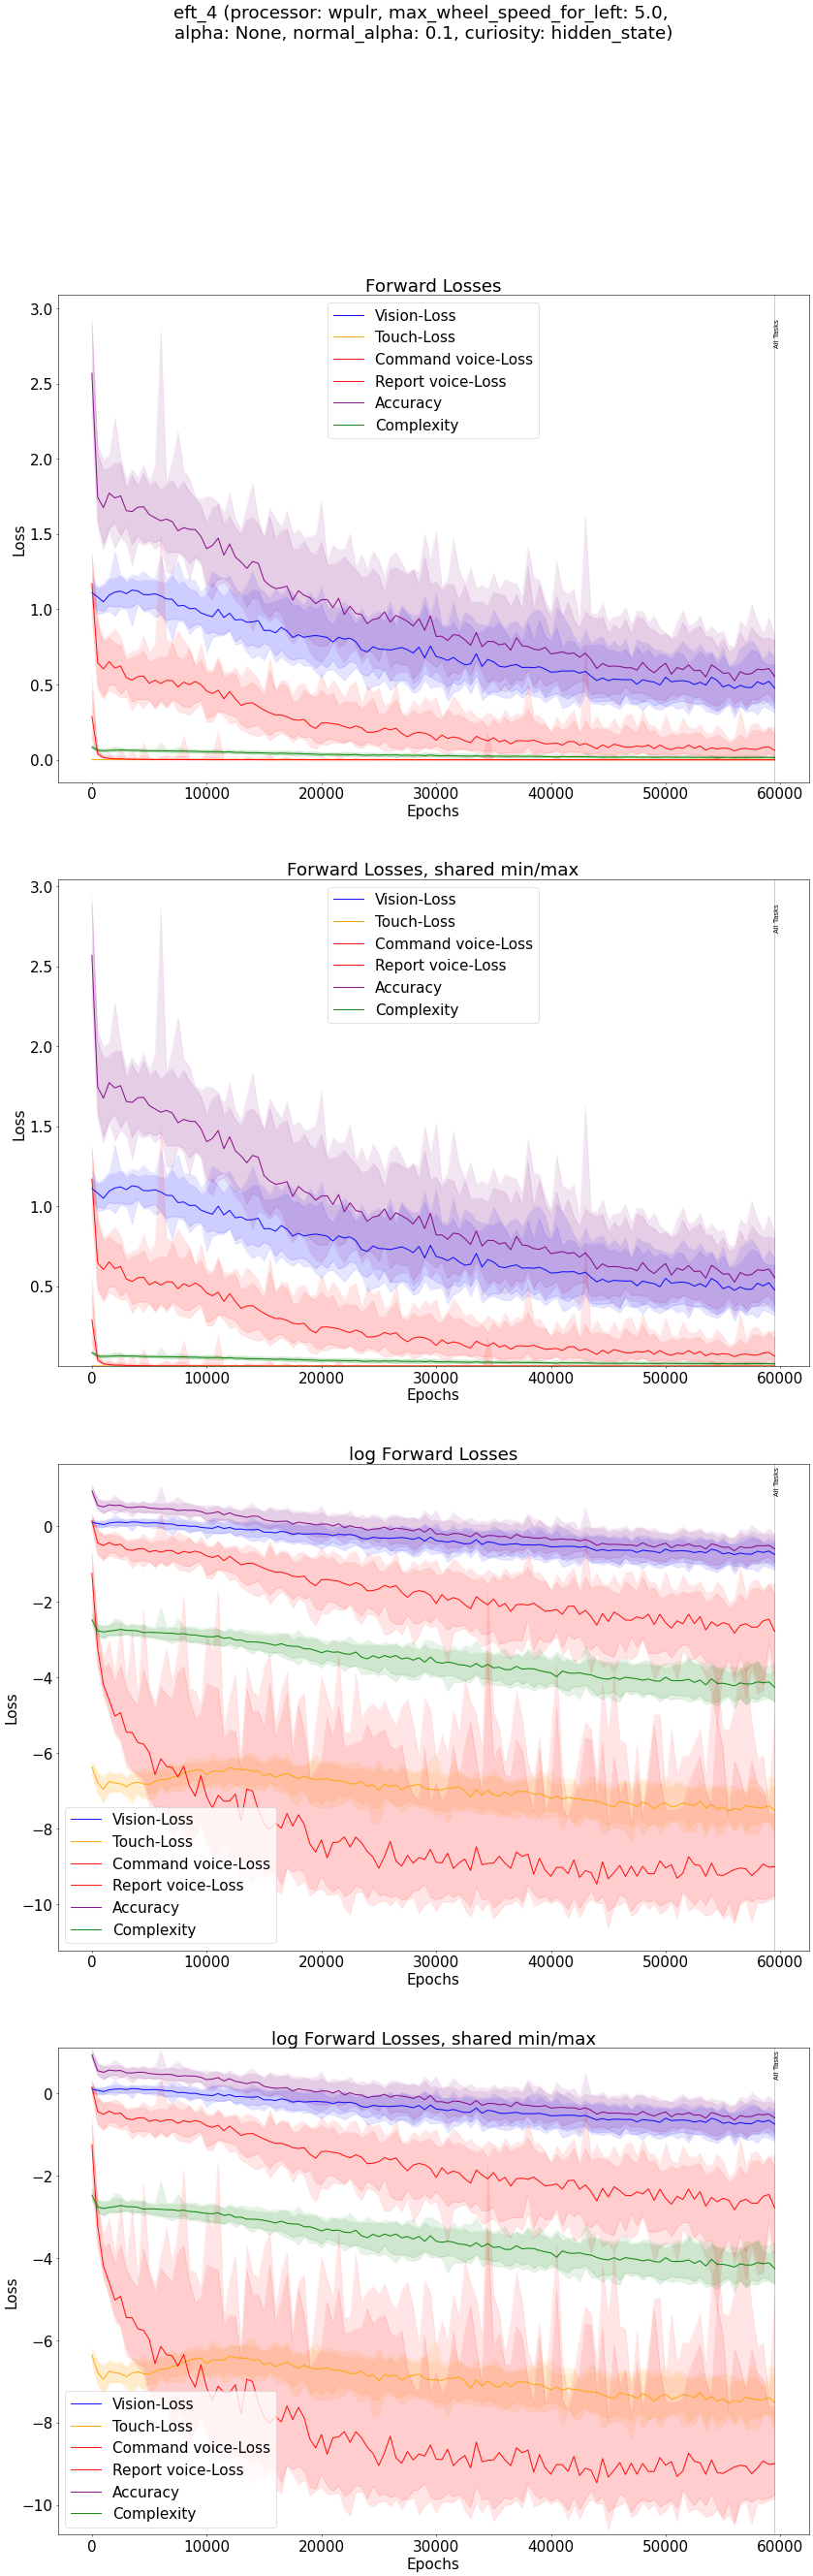 eft_4 (processor: wpulr, max_wheel_speed_for_left: 5.0,
alpha: None, normal_alpha: 0.1, curiosity: hidden_state)
Forward Losses
3.0
2.5
2.0
1.5
1.0
0.5
0.0
Loss
Vision-Loss
Touch-Loss
Command voice-Loss
Report voice-Loss
Accuracy
Complexity
All Tasks
0 10000 20000 30000 40000 50000 60000
Epochs
Forward Losses, shared min/max
3.0
2.5
2.0
1.5
1.0
0.5
Loss
Vision-Loss
Touch-Loss
Command voice-Loss
Report voice-Loss
Accuracy
Complexity
All Tasks
0 10000 20000 30000 40000 50000 60000
Epochs
log Forward Losses
0
−2
−4
−6
−8
−10
Loss
All Tasks
Vision-Loss
Touch-Loss
Command voice-Loss
Report voice-Loss
Accuracy
Complexity
0 10000 20000 30000 40000 50000 60000
Epochs
log Forward Losses, shared min/max
0
−2
−4
−6
−8
−10
Loss
All Tasks
Vision-Loss
Touch-Loss
Command voice-Loss
Report voice-Loss
Accuracy
Complexity
0 10000 20000 30000 40000 50000 60000
Epochs